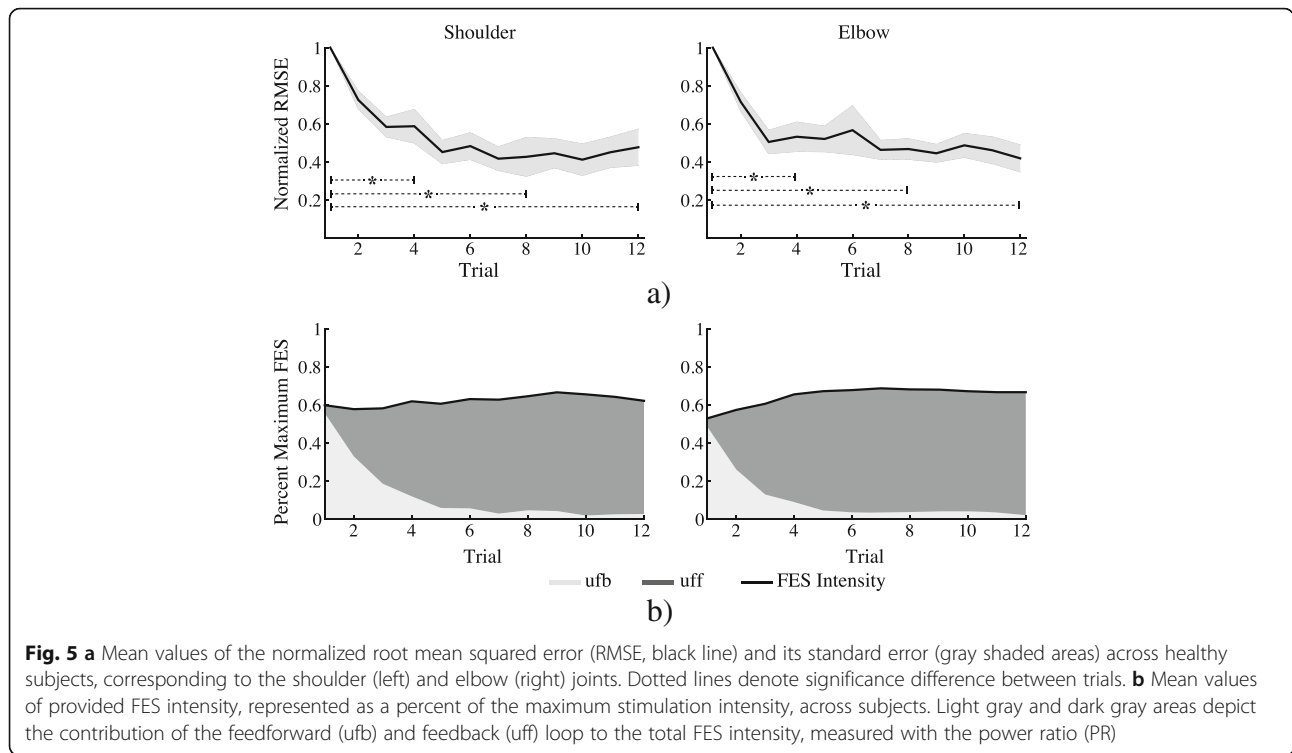 Shoulder
Elbow
Normalized RMSE
1
0.8
0.6
0.4
0.2
*
*
*
2 4 6 8 10 12
Trial
1
0.8
0.6
0.4
0.2
*
*
*
2 4 6 8 10 12
Trial
a)
Percent Maximum FES
1
0.8
0.6
0.4
0.2
0
2 4 6 8 10 12
Trial
1
0.8
0.6
0.4
0.2
0
2 4 6 8 10 12
Trial
ufb uff FES Intensity
b)
Fig. 5 a Mean values of the normalized root mean squared error (RMSE, black line) and its standard error (gray shaded areas) across healthy
subjects, corresponding to the shoulder (left) and elbow (right) joints. Dotted lines denote significance difference between trials. b Mean values
of provided FES intensity, represented as a percent of the maximum stimulation intensity, across subjects. Light gray and dark gray areas depict
the contribution of the feedforward (ufb) and feedback (uff) loop to the total FES intensity, measured with the power ratio (PR)